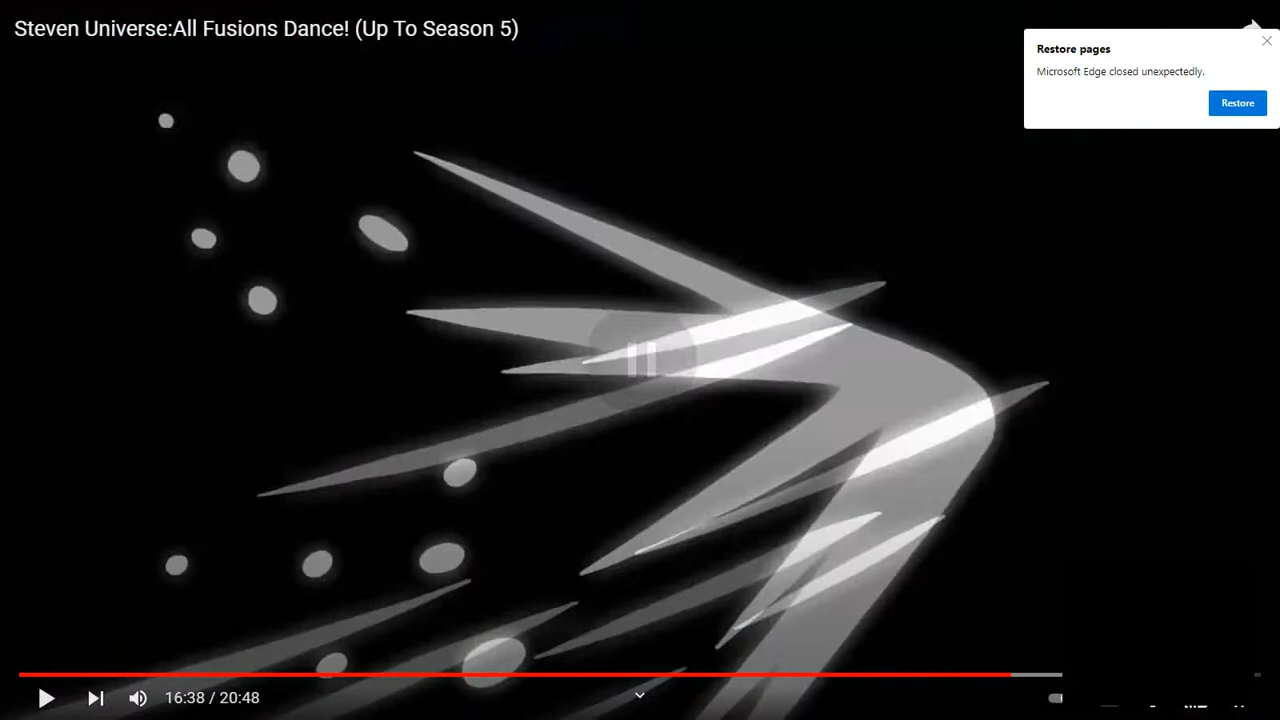 Steven Universe:All Fusions Dance! (Up To Season 5)
Restore pages
Microsoft Edge closed unexpectedly.
Restore
16:38 / 20:48